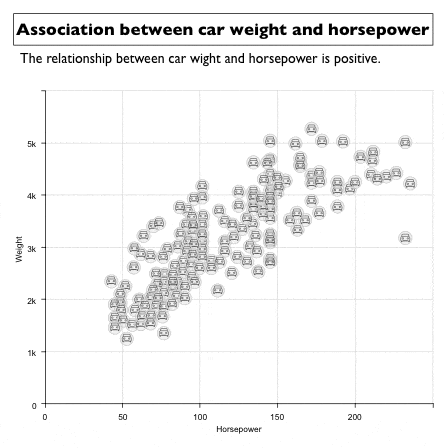 Association between car weight and horsepower
The relationship between car wight and horsepower is positive.
5k
4k
3k
2k
1k
0
Weight
0 50 100 150 200
Horsepower